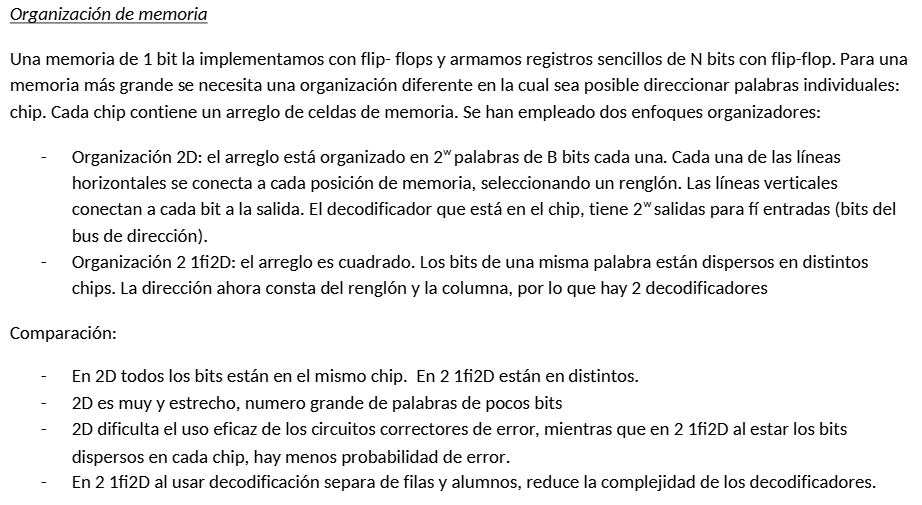 Organización de memoria
Una memoria de 1 bit la implementamos con flip- flops y armamos registros sencillos de N bits con flip-flop. Para una
memoria más grande se necesita una organización diferente en la cual sea posible direccionar palabras individuales:
chip. Cada chip contiene un arreglo de celdas de memoria. Se han empleado dos enfoques organizadores:
- Organización 2D: el arreglo está organizado en 2ʷ palabras de B bits cada una. Cada una de las líneas
horizontales se conecta a cada posición de memoria, seleccionando un renglón. Las líneas verticales
conectan a cada bit a la salida. El decodificador que está en el chip, tiene 2ʷ salidas para fí entradas (bits del
bus de dirección).
- Organización 2 1fi2D: el arreglo es cuadrado. Los bits de una misma palabra están dispersos en distintos
chips. La dirección ahora consta del renglón y la columna, por lo que hay 2 decodificadores
Comparación:
- En 2D todos los bits están en el mismo chip.  En 2 1fi2D están en distintos.
- 2D es muy y estrecho, numero grande de palabras de pocos bits
- 2D dificulta el uso eficaz de los circuitos correctores de error, mientras que en 2 1fi2D al estar los bits
dispersos en cada chip, hay menos probabilidad de error.
- En 2 1fi2D al usar decodificación separa de filas y alumnos, reduce la complejidad de los decodificadores.